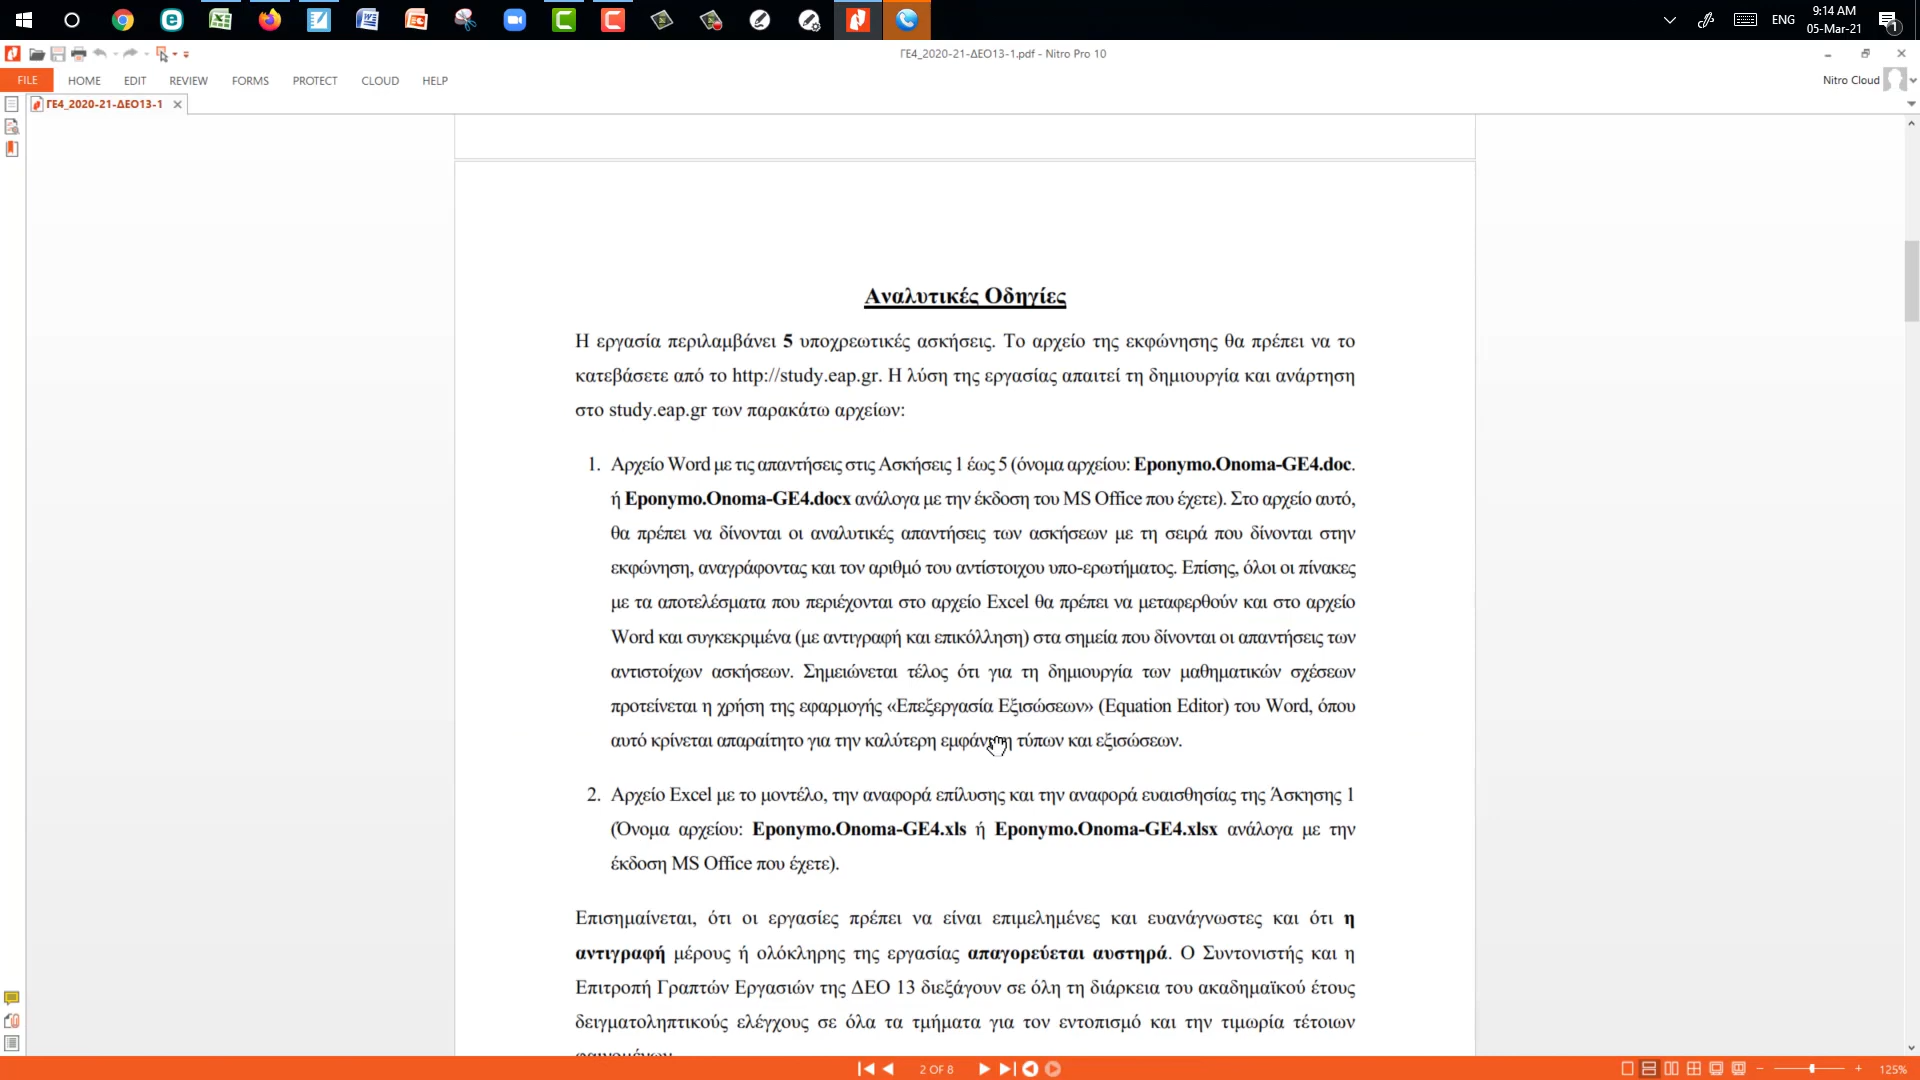 ENG
9:14 AM
05-Mar-21
1
ΓΕ4_2020-21-ΔΕΟ13-1.pdf - Nitro Pro 10
FILE HOME EDIT REVIEW FORMS PROTECT CLOUD HELP
Nitro Cloud
ΓΕ4_2020-21-ΔΕΟ13-1
Αναλυτικές Οδηγίες
Η εργασία περιλαμβάνει 5 υποχρεωτικές ασκήσεις. Το αρχείο της εκφώνησης θα πρέπει να το
κατεβάσετε από το http://study.eap.gr. Η λύση της εργασίας απαιτεί τη δημιουργία και ανάρτηση
στο study.eap.gr των παρακάτω αρχείων:
1. Αρχείο Word με τις απαντήσεις στις Ασκήσεις 1 έως 5 (όνομα αρχείου: Eponymo.Onoma-GE4.doc.
ή Eponymo.Onoma-GE4.docx ανάλογα με την έκδοση του MS Office που έχετε). Στο αρχείο αυτό,
θα πρέπει να δίνονται οι αναλυτικές απαντήσεις των ασκήσεων με τη σειρά που δίνονται στην
εκφώνηση, αναγράφοντας και τον αριθμό του αντίστοιχου υπο-ερωτήματος. Επίσης, όλοι οι πίνακες
με τα αποτελέσματα που περιέχονται στο αρχείο Excel θα πρέπει να μεταφερθούν και στο αρχείο
Word και συγκεκριμένα (με αντιγραφή και επικόλληση) στα σημεία που δίνονται οι απαντήσεις των
αντιστοίχων ασκήσεων. Σημειώνεται τέλος ότι για τη δημιουργία των μαθηματικών σχέσεων
προτείνεται η χρήση της εφαρμογής «Επεξεργασία Εξισώσεων» (Equation Editor) του Word, όπου
αυτό κρίνεται απαραίτητο για την καλύτερη εμφάνιση τύπων και εξισώσεων.
2. Αρχείο Excel με το μοντέλο, την αναφορά επίλυσης και την αναφορά ευαισθησίας της Άσκησης 1
(Όνομα αρχείου: Eponymo.Onoma-GE4.xls ή Eponymo.Onoma-GE4.xlsx ανάλογα με την
έκδοση MS Office που έχετε).
Επισημαίνεται, ότι οι εργασίες πρέπει να είναι επιμελημένες και ευανάγνωστες και ότι η
αντιγραφή μέρους ή ολόκληρης της εργασίας απαγορεύεται αυστηρά. Ο Συντονιστής και η
Επιτροπή Γραπτών Εργασιών της ΔΕΟ 13 διεξάγουν σε όλη τη διάρκεια του ακαδημαϊκού έτους
δειγματοληπτικούς ελέγχους σε όλα τα τμήματα για τον εντοπισμό και την τιμωρία τέτοιων
φαινομένων.
2 OF 8
125%